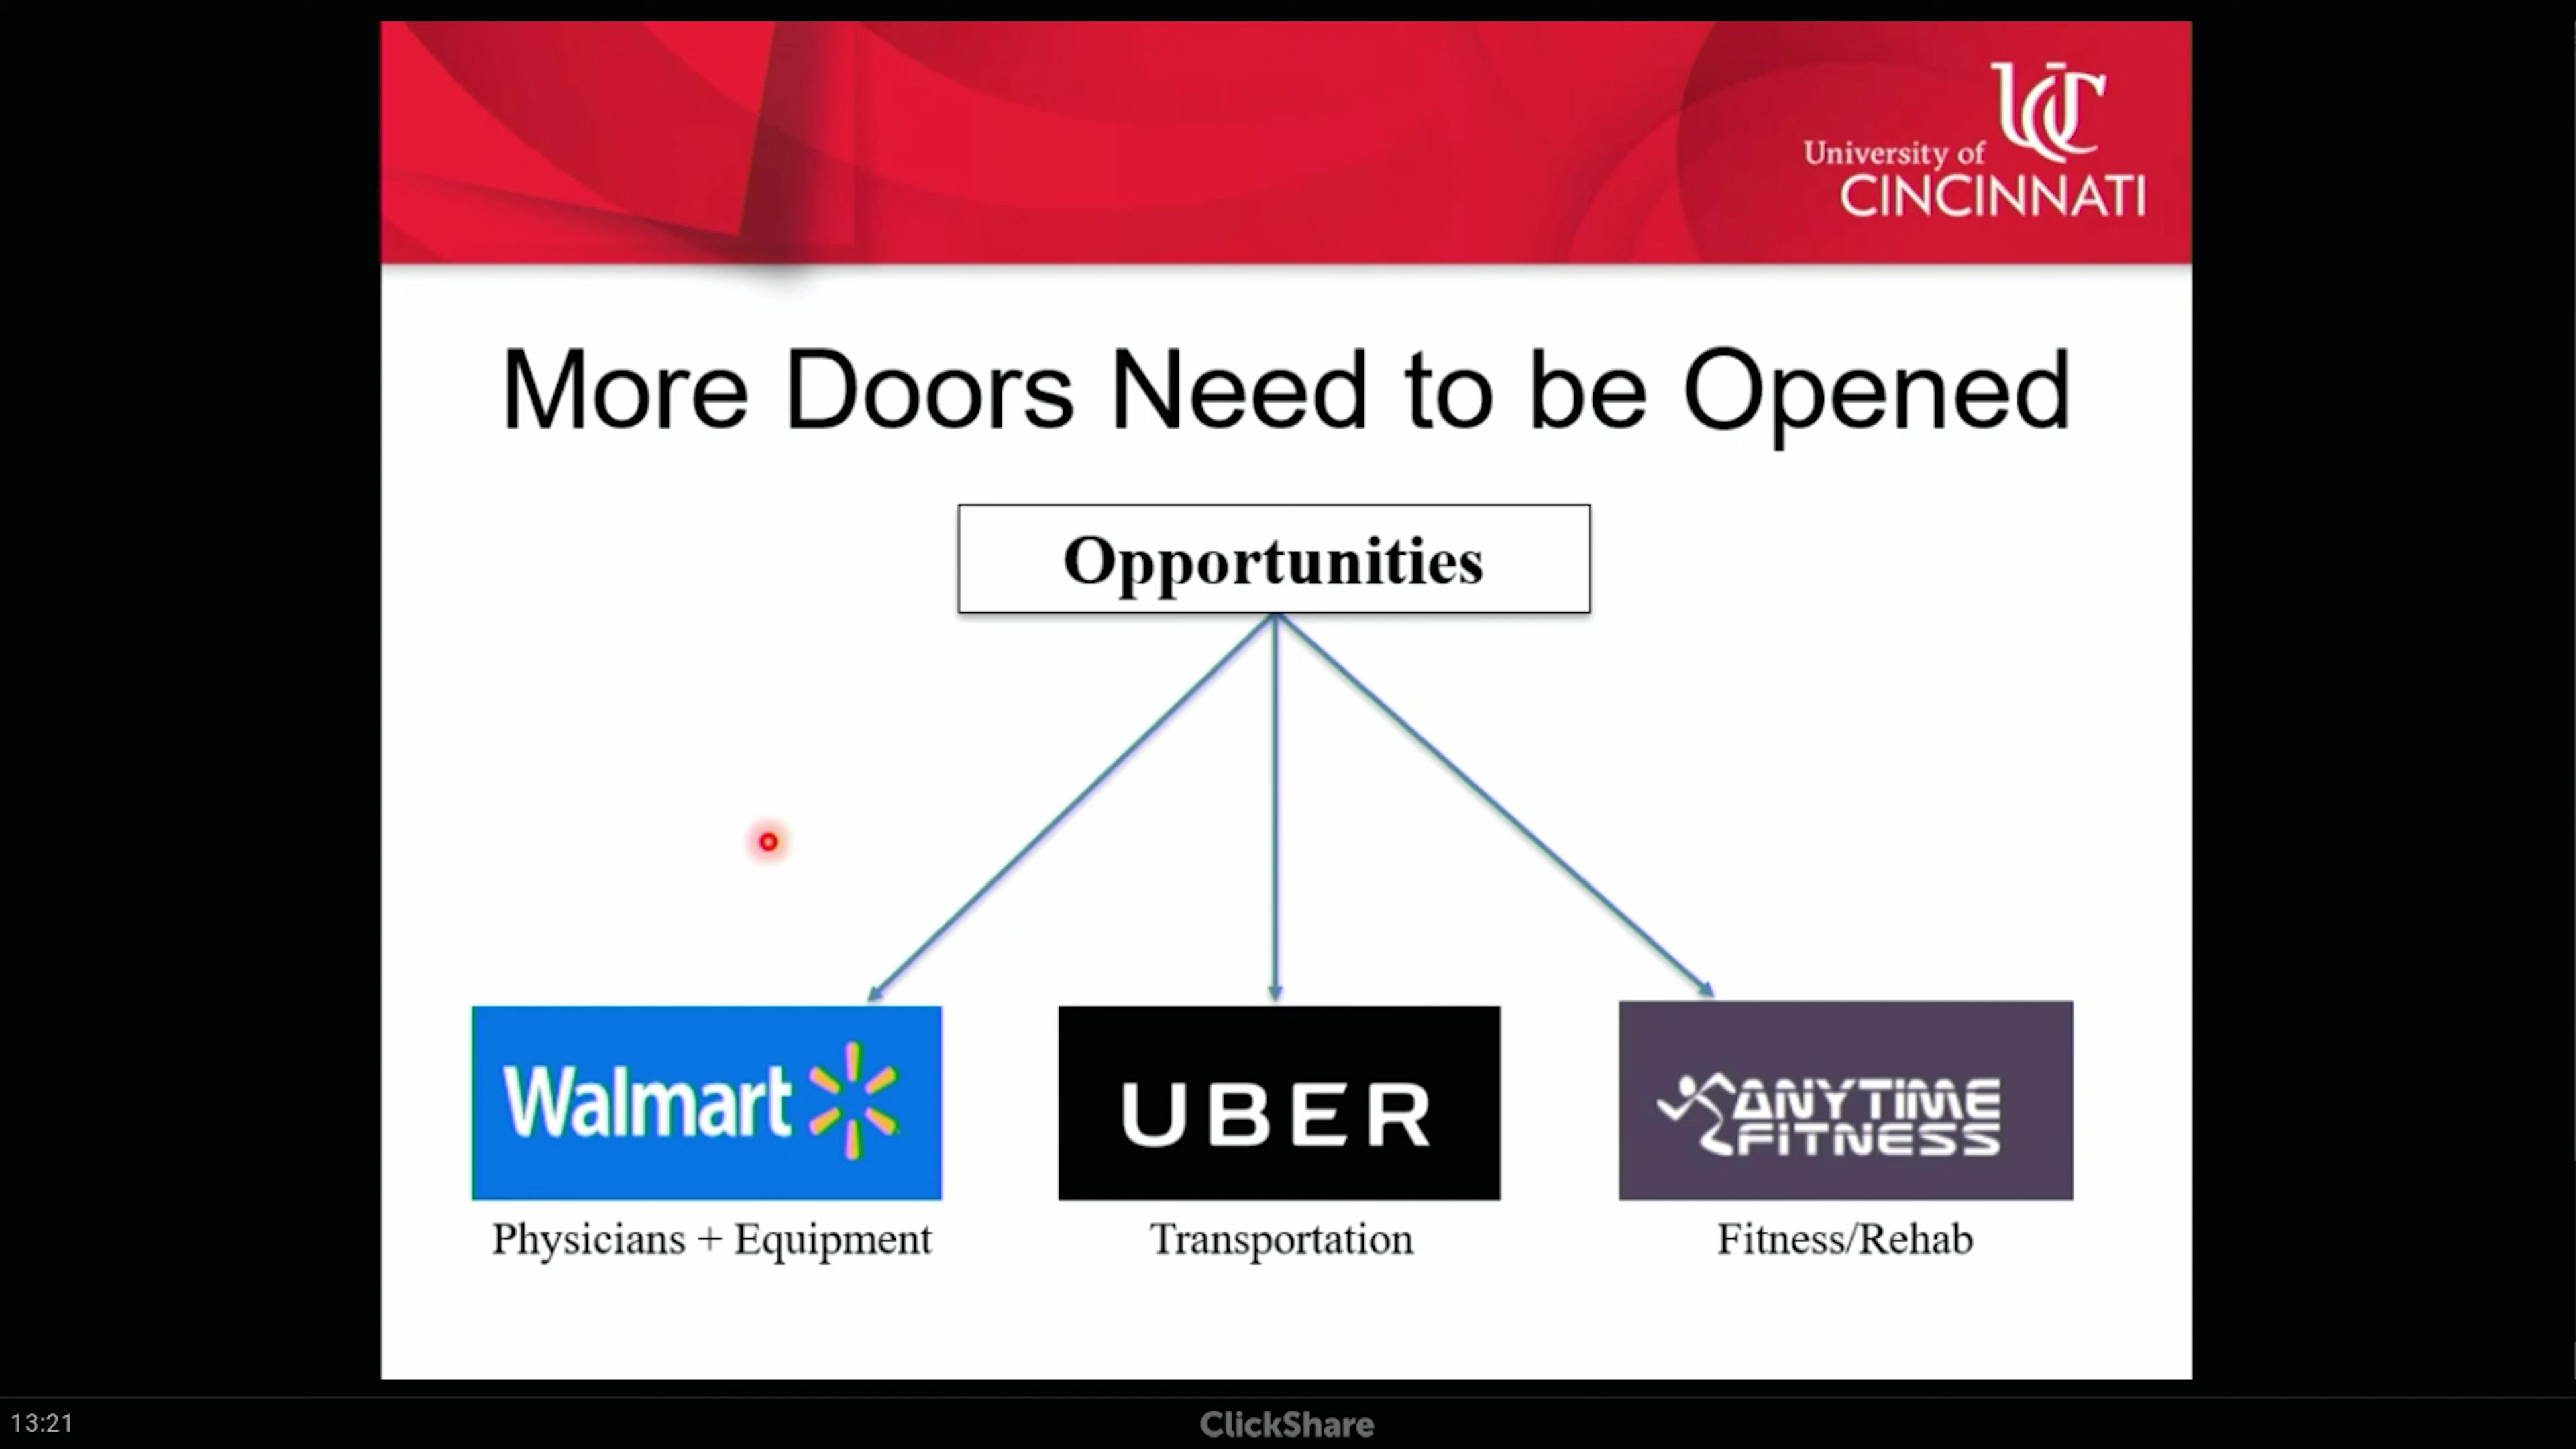 University of
CINCINNATI
More Doors Need to be Opened
Opportunities
Walmart
UBER
ANYTIME
FITNESS
Physicians + Equipment
Transportation
Fitness/Rehab
13:21
ClickShare